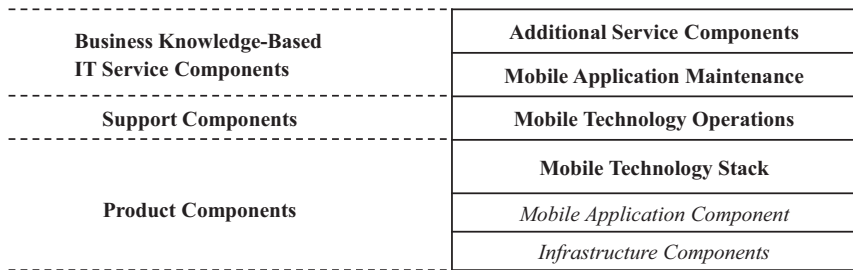 Business Knowledge-Based
IT Service Components
Additional Service Components
Mobile Application Maintenance
Support Components
Mobile Technology Operations
Product Components
Mobile Technology Stack
Mobile Application Component
Infrastructure Components